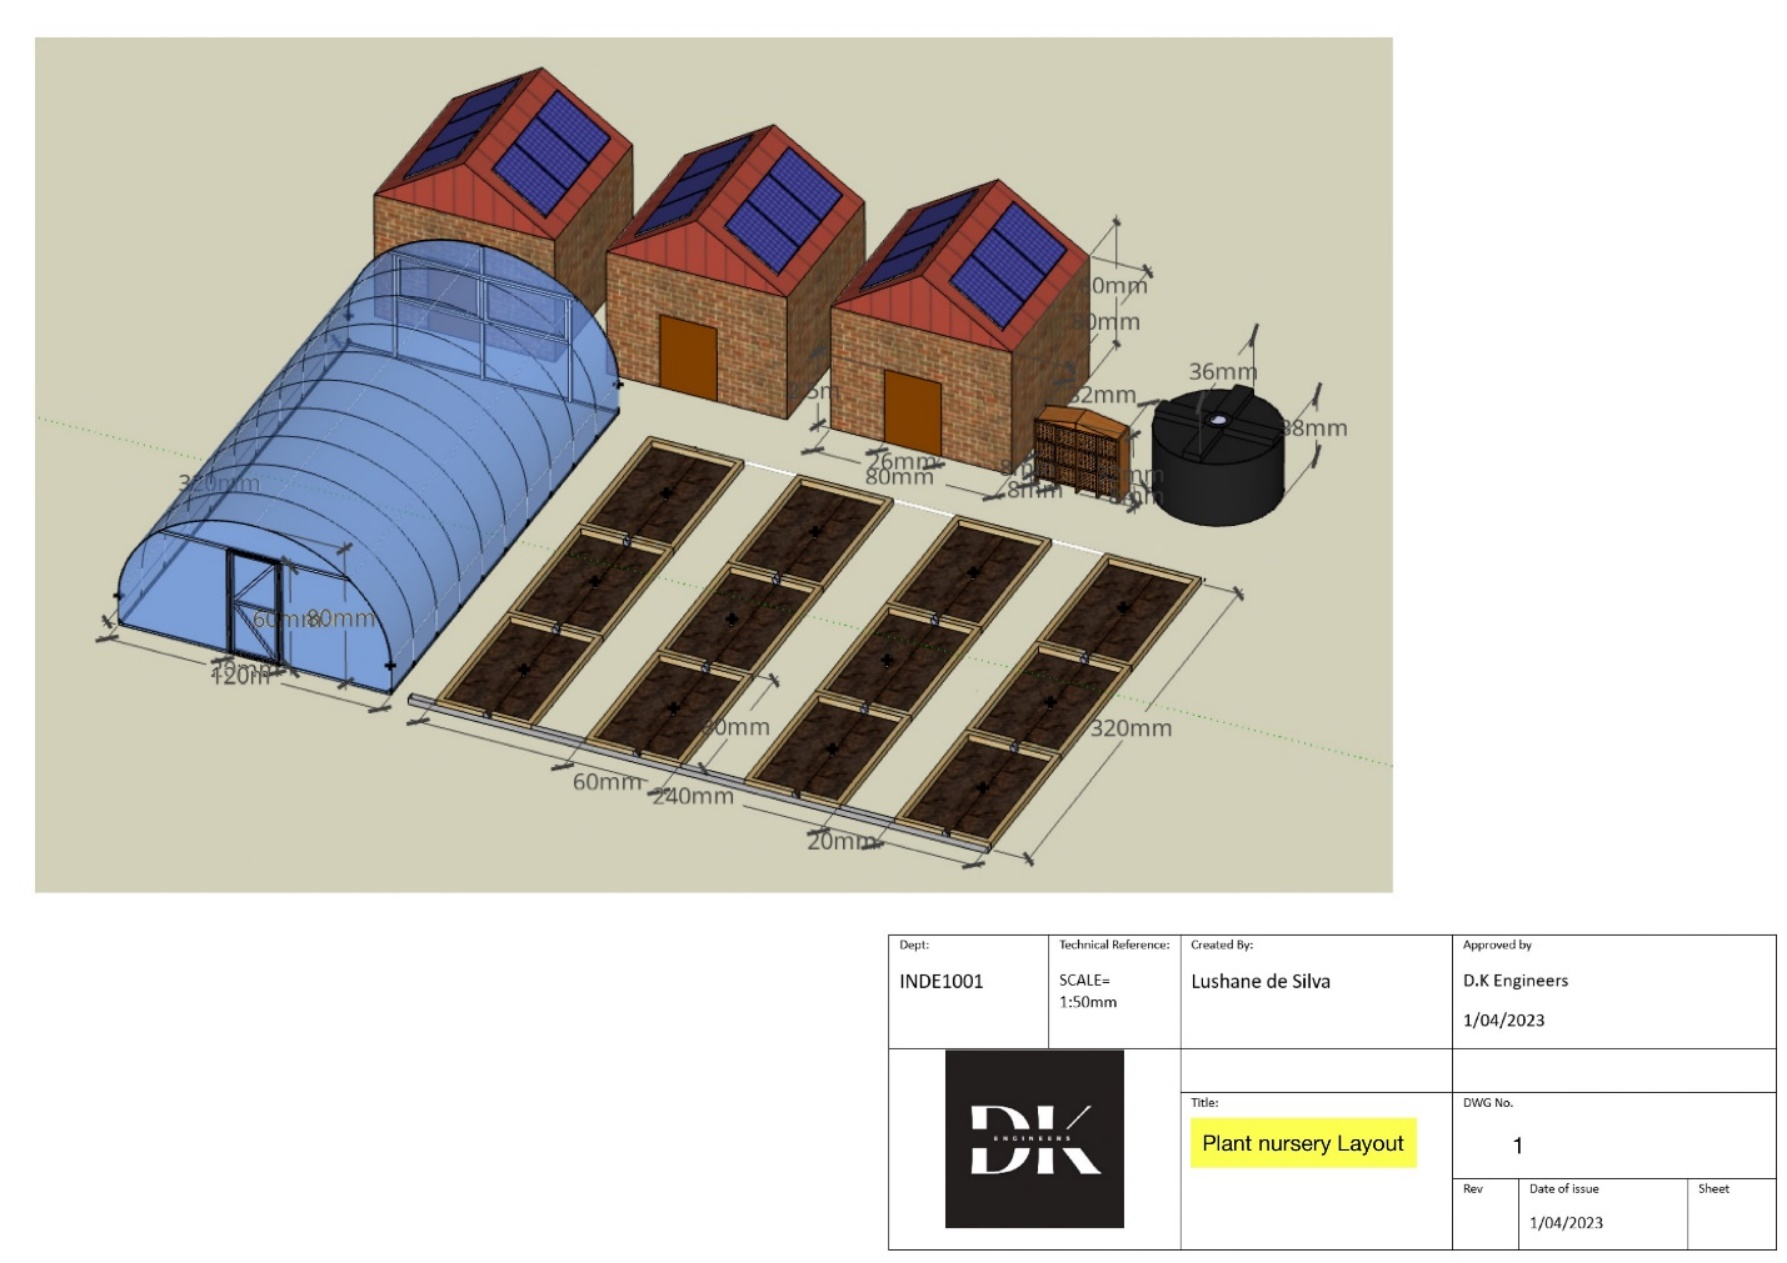 36mm
320mm
26mm
80mm
60mm
80mm
120m
320mm
60mm
240mm
20mm
Dept:
INDE1001
Technical Reference:
SCALE=
1:50mm
Created By:
Lushane de Silva
Approved by
D.K Engineers
1/04/2023
DK
ENGINEERS
Title:
Plant nursery Layout
DWG No.
1
Rev
Date of issue
1/04/2023
Sheet